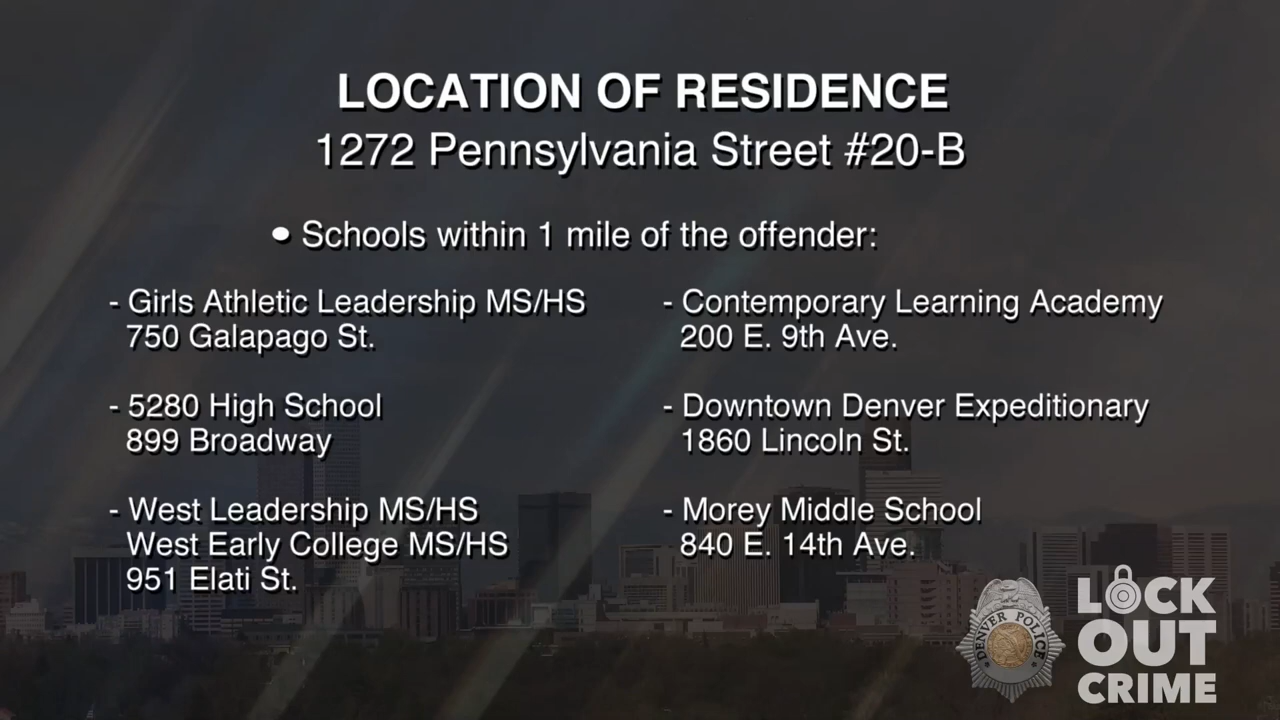 LOCATION OF RESIDENCE
1272 Pennsylvania Street #20-B
• Schools within 1 mile of the offender:
- Girls Athletic Leadership MS/HS
750 Galapago St.
- 5280 High School
899 Broadway
- West Leadership MS/HS
West Early College MS/HS
951 Elati St.
- Contemporary Learning Academy
200 E. 9th Ave.
- Downtown Denver Expeditionary
1860 Lincoln St.
- Morey Middle School
840 E. 14th Ave.
DENVER POLICE
LOCK
OUT
CRIME